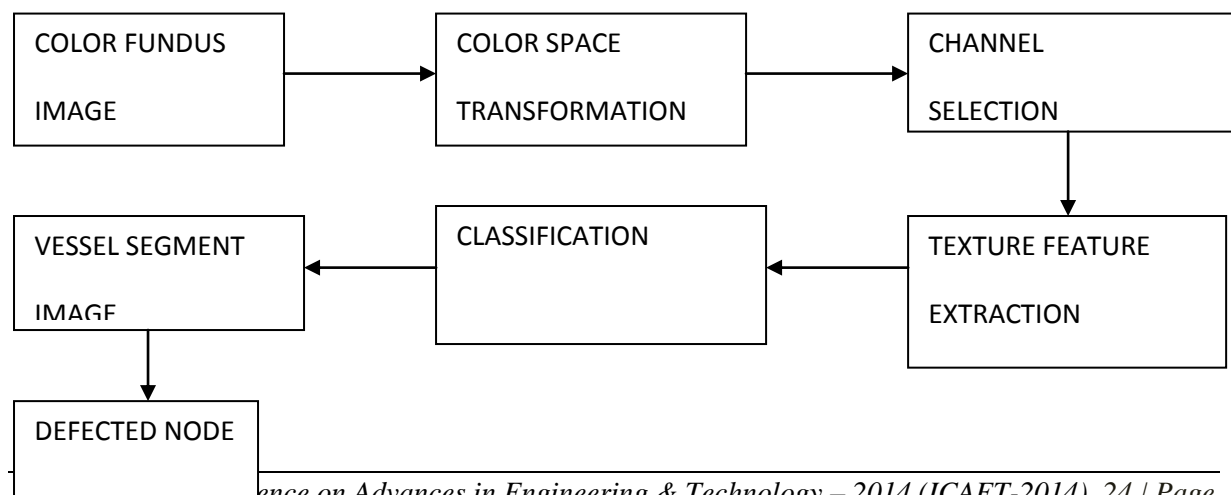 COLOR FUNDUS
IMAGE
COLOR SPACE
TRANSFORMATION
CHANNEL
SELECTION
TEXTURE FEATURE
EXTRACTION
CLASSIFICATION
VESSEL SEGMENT
IMAGE
DEFECTED NODE
ence on Advances in Engineering & Technology – 2014 (ICAET-2014) 24 | Page